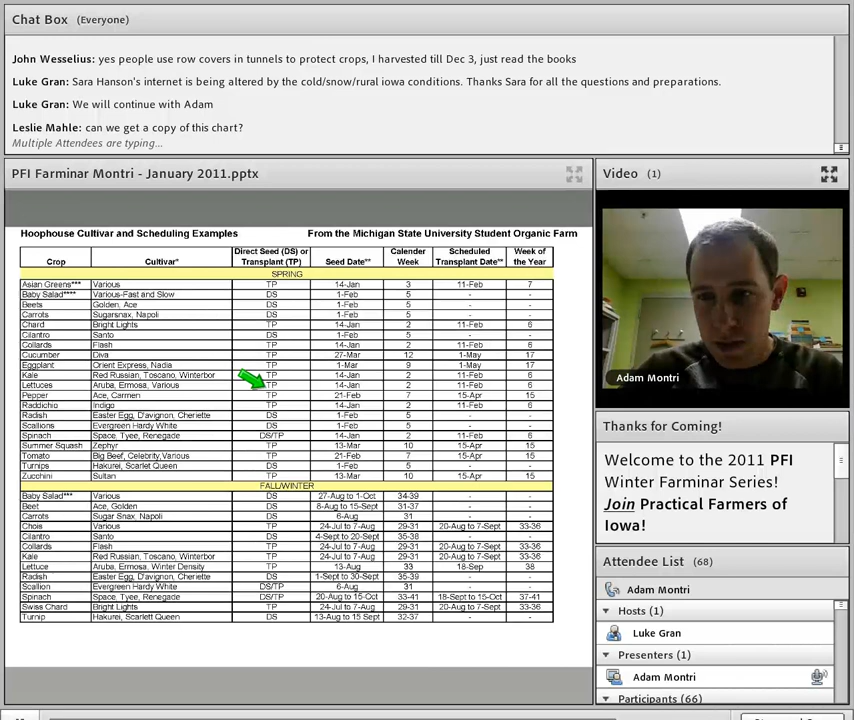 Chat Box (Everyone)
John Wesselius: yes people use row covers in tunnels to protect crops, I harvested till Dec 3, just read the books
Luke Gran: Sara Hanson's internet is being altered by the cold/snow/rural iowa conditions. Thanks Sara for all the questions and preparations.
Luke Gran: We will continue with Adam
Leslie Mahle: can we get a copy of this chart?
Multiple Attendees are typing...
PFI Farminar Montri - January 2011.pptx
Hoophouse Cultivar and Scheduling Examples From the Michigan State University Student Organic Farm
Crop Cultivar* Direct Seed (DS) or Transplant (TP) Seed Date** Calender Week Scheduled Transplant Date** Week of the Year
SPRING
Asian Greens*** Various TP 14-Jan 3 11-Feb 7
Baby Salad**** Various-Fast and Slow DS 1-Feb 5 - -
Beets Golden, Ace DS 1-Feb 5 - -
Carrots Sugarsnax, Napoli DS 1-Feb 5 - -
Chard Bright Lights TP 14-Jan 2 11-Feb 6
Cilantro Santo DS 1-Feb 5 - -
Collards Flash TP 14-Jan 2 11-Feb 6
Cucumber Diva TP 27-Mar 12 1-May 17
Eggplant Orient Express, Nadia TP 1-Mar 9 1-May 17
Kale Red Russian, Toscano, Winterbor TP 14-Jan 2 11-Feb 6
Lettuces Aruba, Ermosa, Various TP 14-Jan 2 11-Feb 6
Pepper Ace, Carmen TP 21-Feb 7 15-Apr 15
Raddichio Indigo TP 14-Jan 2 11-Feb 6
Radish Easter Egg, D'avignon, Cheriette DS 1-Feb 5 - -
Scallions Evergreen Hardy White DS 1-Feb 5 - -
Spinach Space, Tyee, Renegade DS/TP 14-Jan 2 11-Feb 6
Summer Squash Zephyr TP 13-Mar 10 15-Apr 15
Tomato Big Beef, Celebrity,Various TP 21-Feb 7 15-Apr 15
Turnips Hakurei, Scarlet Queen DS 1-Feb 5 - -
Zucchini Sultan TP 13-Mar 10 15-Apr 15
FALL/WINTER
Baby Salad*** Various DS 27-Aug to 1-Oct 34-39 - -
Beet Ace, Golden DS 8-Aug to 15-Sept 31-37 - -
Carrots Sugar Snax, Napoli DS 6-Aug 31 - -
Chois Various TP 24-Jul to 7-Aug 29-31 20-Aug to 7-Sept 33-36
Cilantro Santo DS 4-Sept to 20-Sept 35-38 - -
Collards Flash TP 24-Jul to 7-Aug 29-31 20-Aug to 7-Sept 33-36
Kale Red Russian, Toscano, Winterbor TP 24-Jul to 7-Aug 29-31 20-Aug to 7-Sept 33-36
Lettuce Aruba, Ermosa, Winter Density TP 13-Aug 33 18-Sep 38
Radish Easter Egg, D'avignon, Cheriette DS 1-Sept to 30-Sept 35-39 - -
Scallion Evergreen Hardy White DS/TP 6-Aug 31 - -
Spinach Space, Tyee, Renegade DS/TP 20-Aug to 15-Oct 33-41 18-Sept to 15-Oct 37-41
Swiss Chard Bright Lights TP 24-Jul to 7-Aug 29-31 20-Aug to 7-Sept 33-36
Turnip Hakurei, Scarlett Queen DS 13-Aug to 15 Sept 32-37 - -
Video (1)
Adam Montri
Thanks for Coming!
Welcome to the 2011 PFI
Winter Farminar Series!
Join Practical Farmers of
Iowa!
Attendee List (68)
Adam Montri
Hosts (1)
Luke Gran
Presenters (1)
Adam Montri
Participants (66)